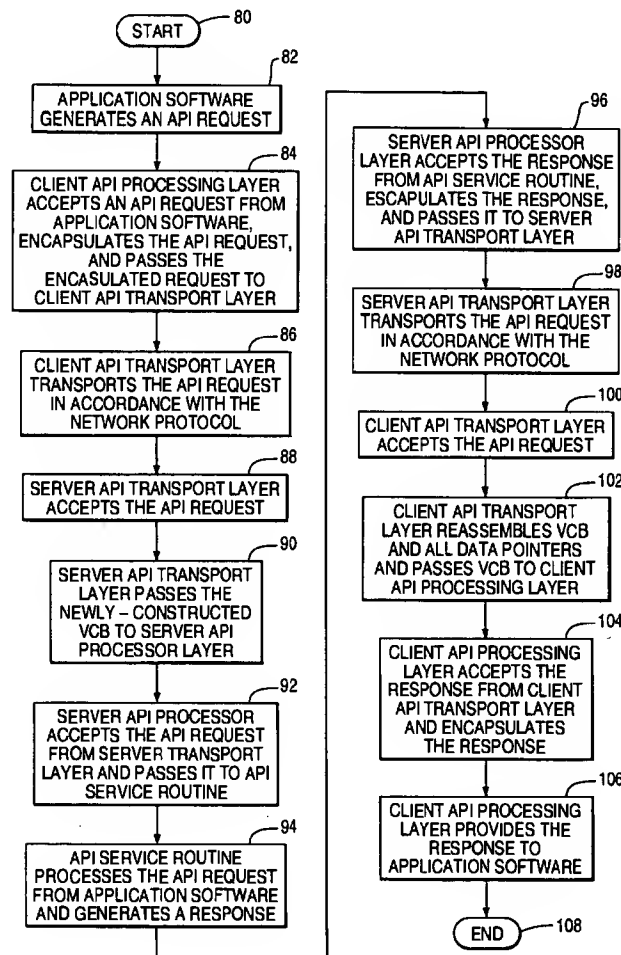 START
80
82
APPLICATION SOFTWARE
GENERATES AN API REQUEST
84
CLIENT API PROCESSING LAYER
ACCEPTS AN API REQUEST FROM
APPLICATION SOFTWARE,
ENCAPSULATES THE API REQUEST,
AND PASSES THE
ENCASULATED REQUEST TO
CLIENT API TRANSPORT LAYER
86
CLIENT API TRANSPORT LAYER
TRANSPORTS THE API REQUEST
IN ACCORDANCE WITH THE
NETWORK PROTOCOL
88
SERVER API TRANSPORT LAYER
ACCEPTS THE API REQUEST
90
SERVER API TRANSPORT
LAYER PASSES THE
NEWLY – CONSTRUCTED
VCB TO SERVER API
PROCESSOR LAYER
92
SERVER API PROCESSOR
ACCEPTS THE API REQUEST
FROM SERVER TRANSPORT
LAYER AND PASSES IT TO API
SERVICE ROUTINE
94
API SERVICE ROUTINE
PROCESSES THE API REQUEST
FROM APPLICATION SOFTWARE
AND GENERATES A RESPONSE
96
SERVER API PROCESSOR
LAYER ACCEPTS THE RESPONSE
FROM API SERVICE ROUTINE,
ESCAPULATES THE RESPONSE,
AND PASSES IT TO SERVER
API TRANSPORT LAYER
98
SERVER API TRANSPORT LAYER
TRANSPORTS THE API REQUEST
IN ACCORDANCE WITH THE
NETWORK PROTOCOL
100
CLIENT API TRANSPORT LAYER
ACCEPTS THE API REQUEST
102
CLIENT API TRANSPORT
LAYER REASSEMBLES VCB
AND ALL DATA POINTERS
AND PASSES VCB TO CLIENT
API PROCESSING LAYER
104
CLIENT API PROCESSING
LAYER ACCEPTS THE
RESPONSE FROM CLIENT
API TRANSPORT LAYER
AND ENCAPSULATES
THE RESPONSE
106
CLIENT API PROCESSING
LAYER PROVIDES THE
RESPONSE TO
APPLICATION SOFTWARE
END
108